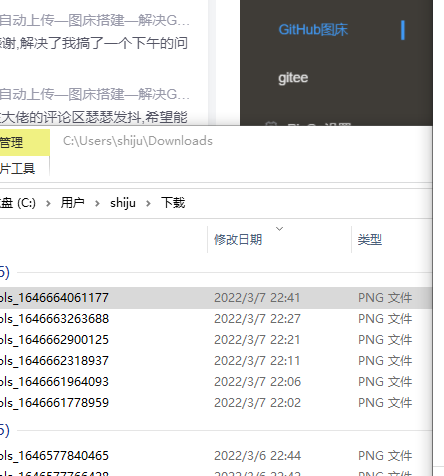 自动上传—图床搭建—解决G...
谢,解决了我搞了一个下午的问
自动上传—图床搭建—解决G...
大佬的评论区瑟瑟发抖,希望能
GitHub图床
gitee
管理
C:\Users\shiju\Downloads
片工具
盘 (C:) > 用户 > shiju > 下载
修改日期 类型
5)
ols_1646664061177 2022/3/7 22:41 PNG 文件
ols_1646663263688 2022/3/7 22:27 PNG 文件
ols_1646662900125 2022/3/7 22:21 PNG 文件
ols_1646662318937 2022/3/7 22:11 PNG 文件
ols_1646661964093 2022/3/7 22:06 PNG 文件
ols_1646661778959 2022/3/7 22:02 PNG 文件
5)
ols_1646577840465 2022/3/6 22:44 PNG 文件